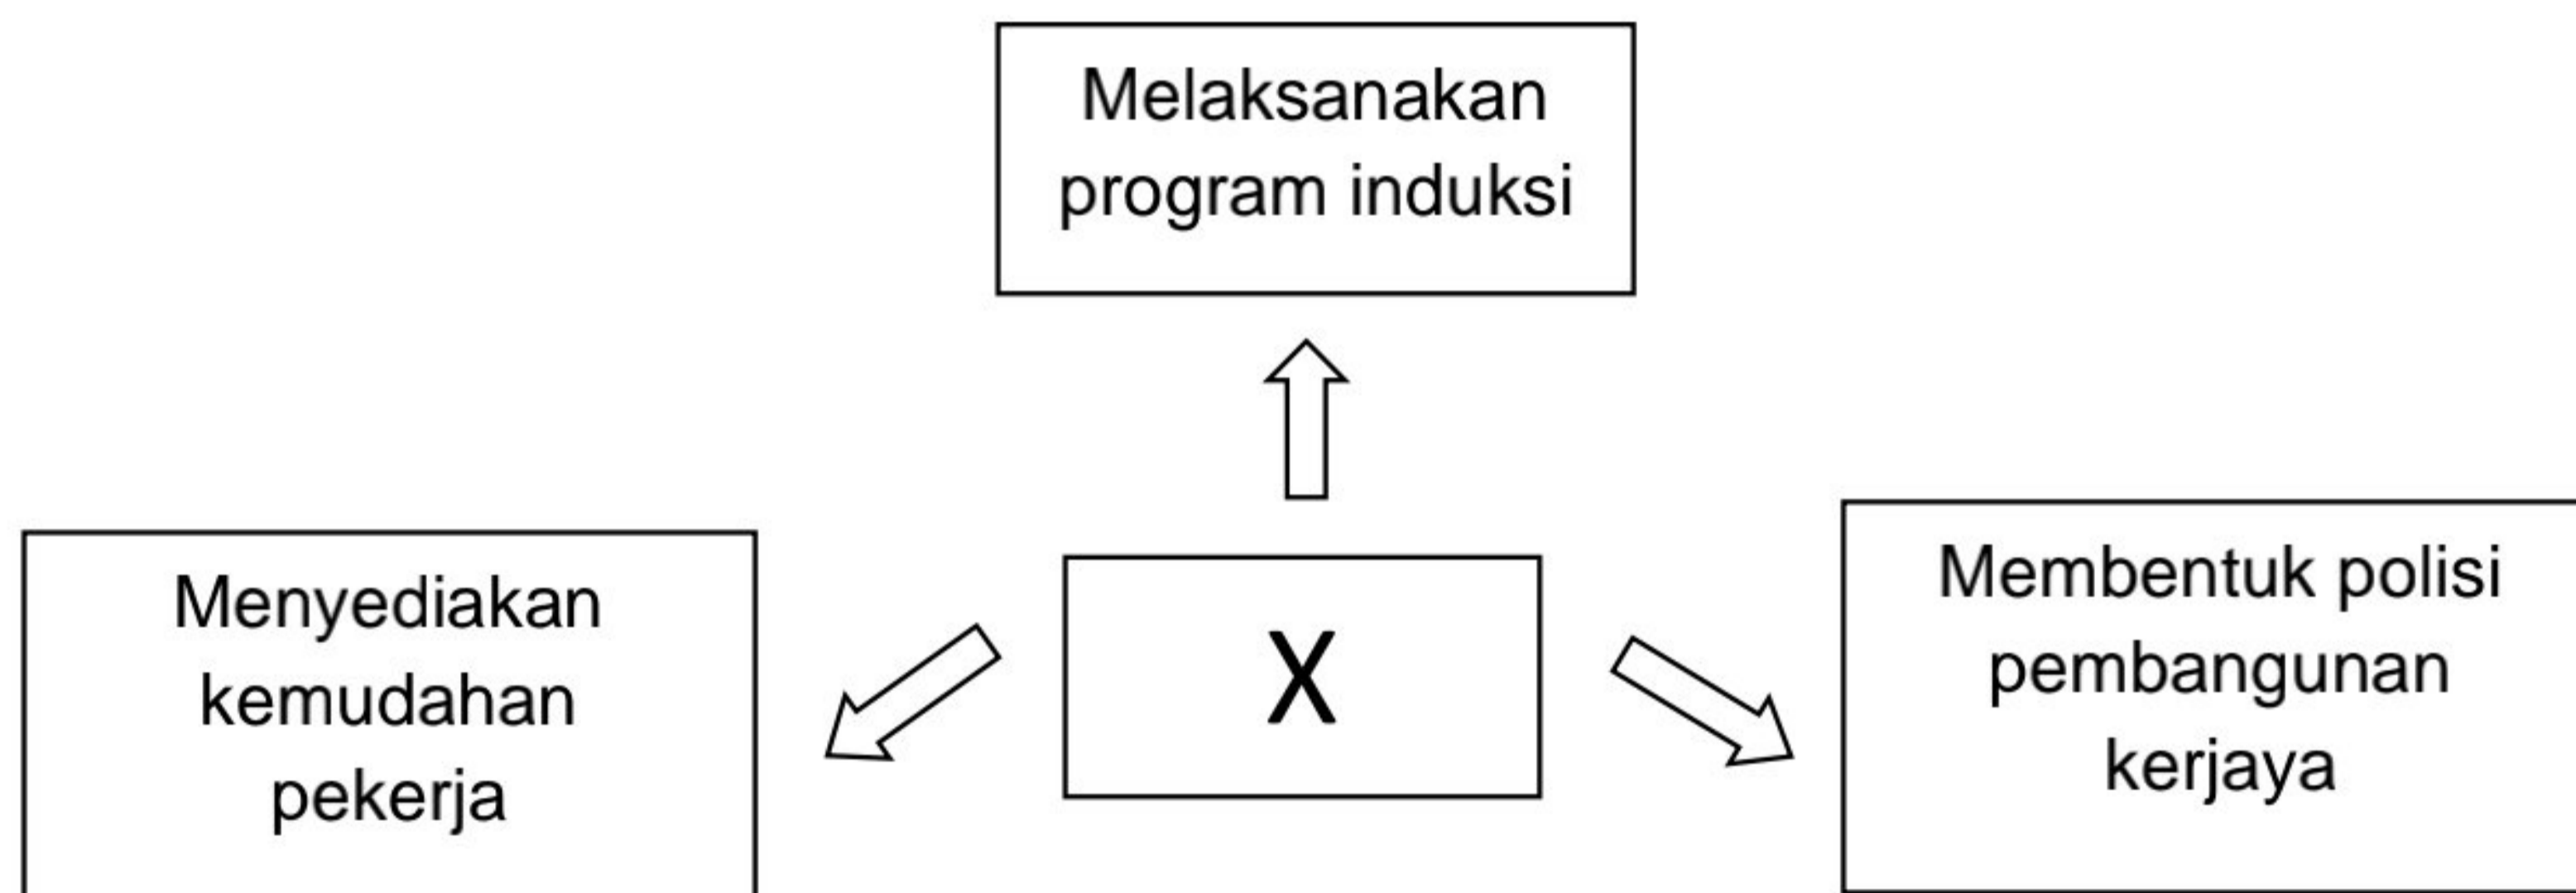 Melaksanakan
program induksi
Menyediakan
kemudahan
pekerja
X
Membentuk polisi
pembangunan
kerjaya